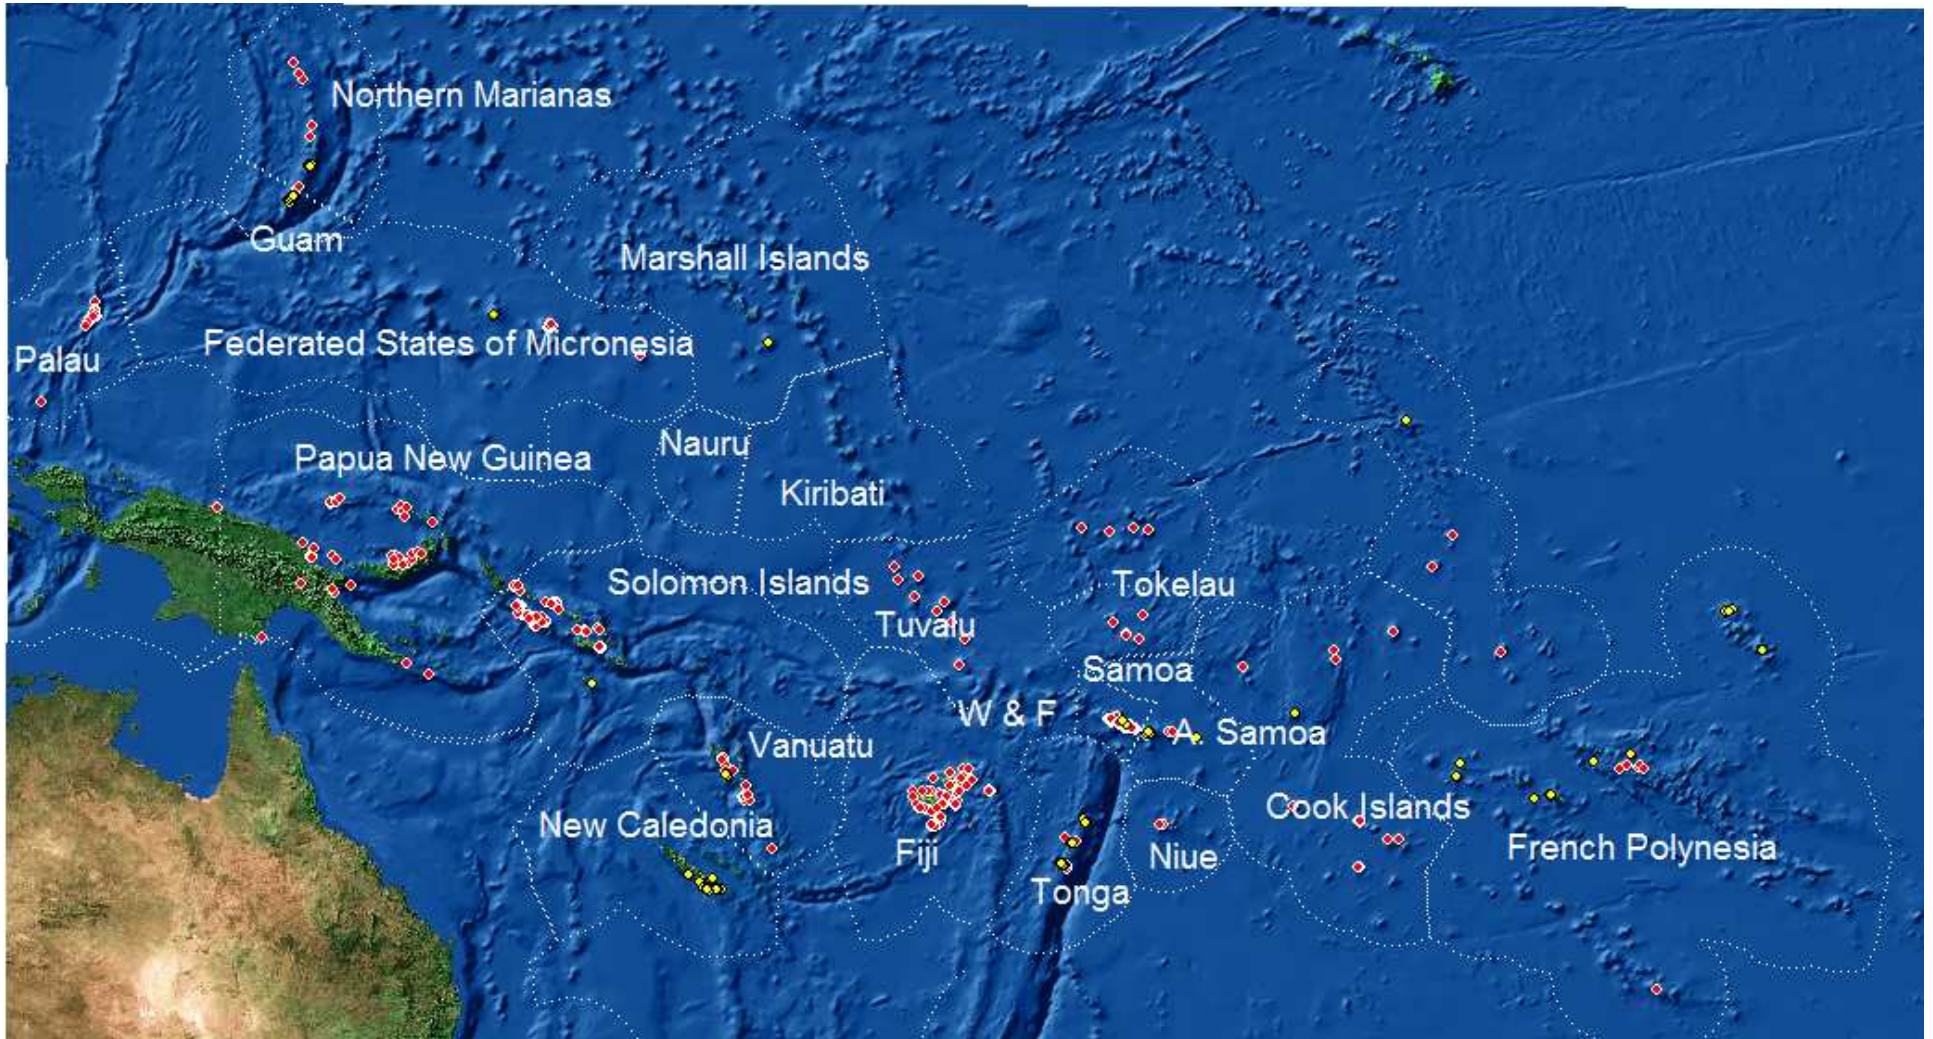 Northern Marianas
Guam
Marshall Islands
Federated States of Micronesia
Palau
Nauru
Papua New Guinea
Kiribati
Solomon Islands
Tokelau
Tuvalu
Samoa
W & F
A. Samoa
Vanuatu
Cook Islands
New Caledonia
French Polynesia
Fiji
Niue
Tonga